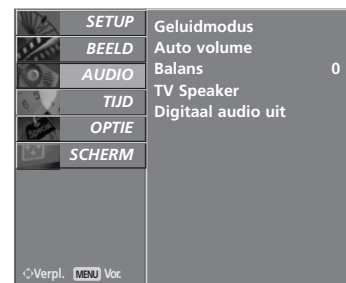 SETUP
BEELD
AUDIO
TIJD
OPTIE
SCHERM
Verpl. MENU Vor.
Geluidmodus
Auto volume
Balans 0
TV Speaker
Digitaal audio uit